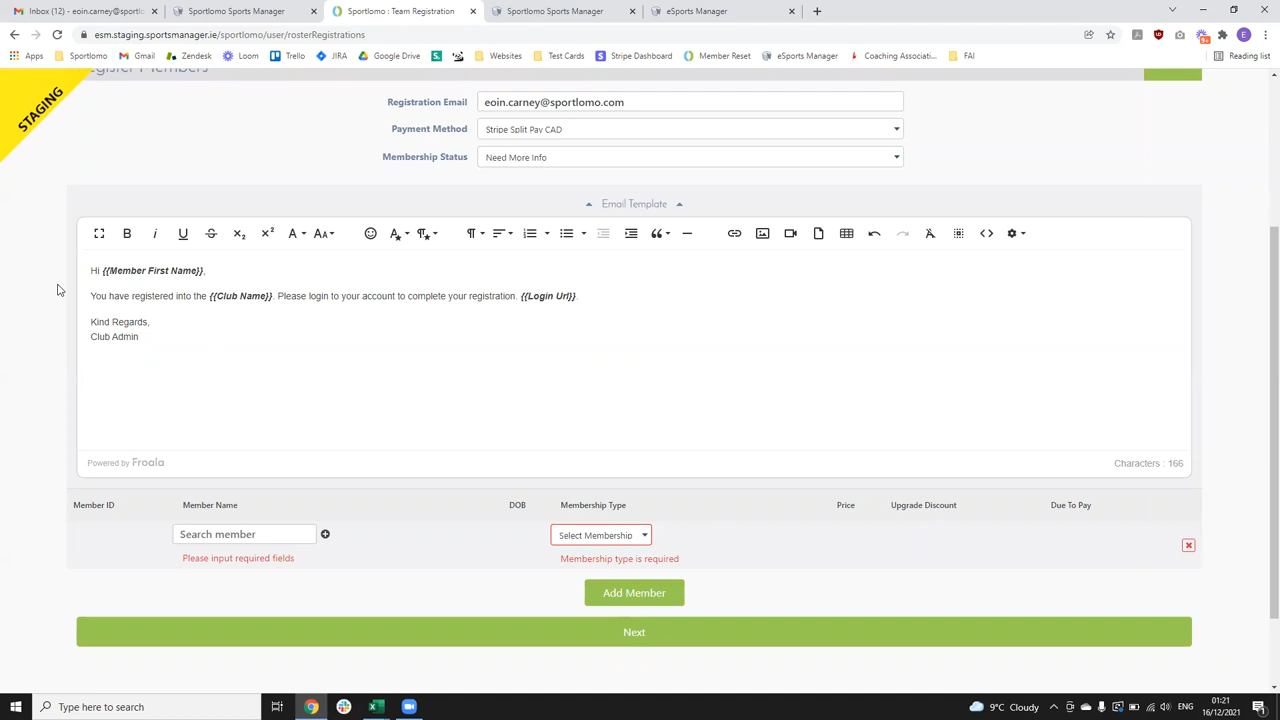 Inbox (1) - eoin.carney@sportlo
Sportlomo Sports Manager
Sportlomo : Team Registration
Sportlomo Sports Manager
eSports Manager
esm.staging.sportsmanager.ie/sportlomo/user/rosterRegistrations
Apps
Sportlomo
Gmail
Zendesk
Loom
Trello
JIRA
Google Drive
Websites
Test Cards
Stripe Dashboard
Member Reset
eSports Manager
Coaching Associati...
FAI
Reading list
STAGING
Register Members
Registration Email
eoin.carney@sportlomo.com
Payment Method
Stripe Split Pay CAD
Membership Status
Need More Info
Email Template
Hi {{Member First Name}},
You have registered into the {{Club Name}}. Please login to your account to complete your registration. {{Login Url}}.
Kind Regards,
Club Admin
Powered by Froala
Characters : 166
Member ID
Member Name
DOB
Membership Type
Price
Upgrade Discount
Due To Pay
Search member
Select Membership
Please input required fields
Membership type is required
Add Member
Next
Type here to search
9°C Cloudy
ENG
01:21
16/12/2021